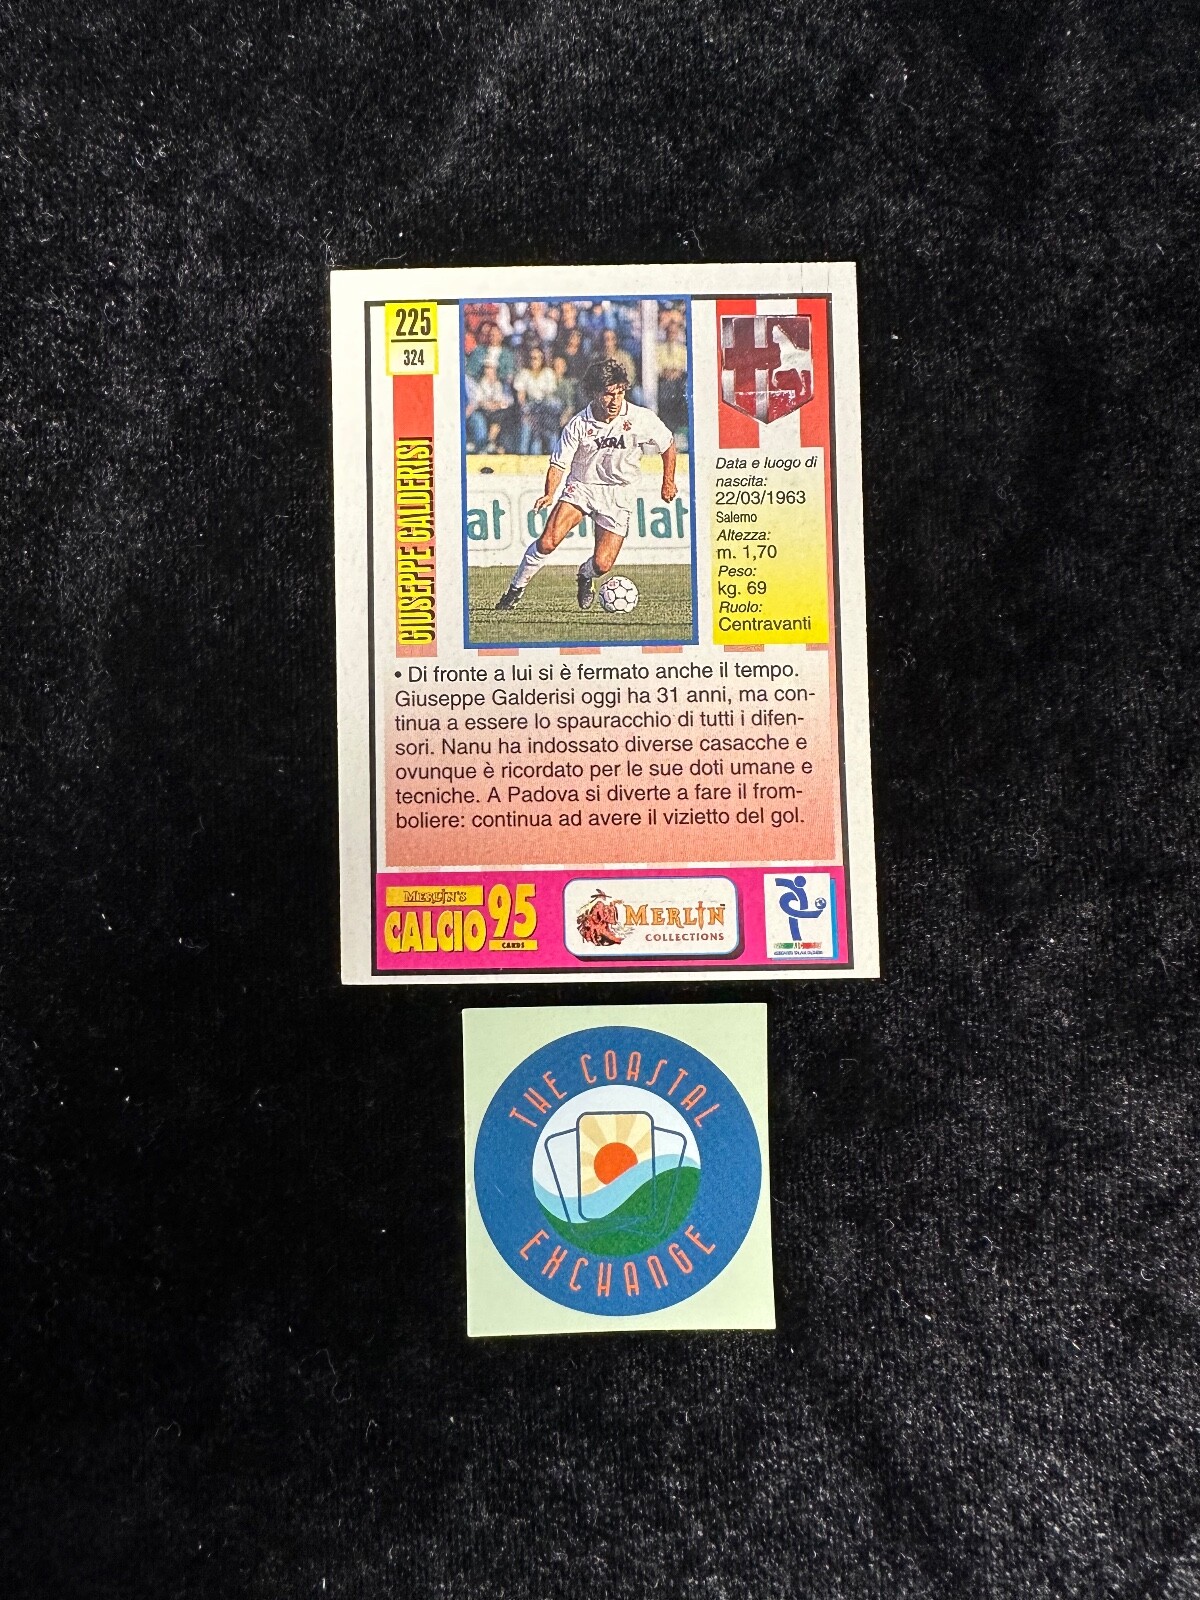 225
324
GIUSEPPE GALDERISI
VERA
at
gelati
lat
Data e luogo di
nascita:
22/03/1963
Salerno
Altezza:
m. 1,70
Peso:
kg. 69
Ruolo:
Centravanti
• Di fronte a lui si è fermato anche il tempo.
Giuseppe Galderisi oggi ha 31 anni, ma con-
tinua a essere lo spauracchio di tutti i difen-
sori. Nanu ha indossato diverse casacche e
ovunque è ricordato per le sue doti umane e
tecniche. A Padova si diverte a fare il from-
boliere: continua ad avere il vizietto del gol.
MERLIN'S
CALCIO 95
CARDS
MERLIN
COLLECTIONS
THE COASTAL
EXCHANGE